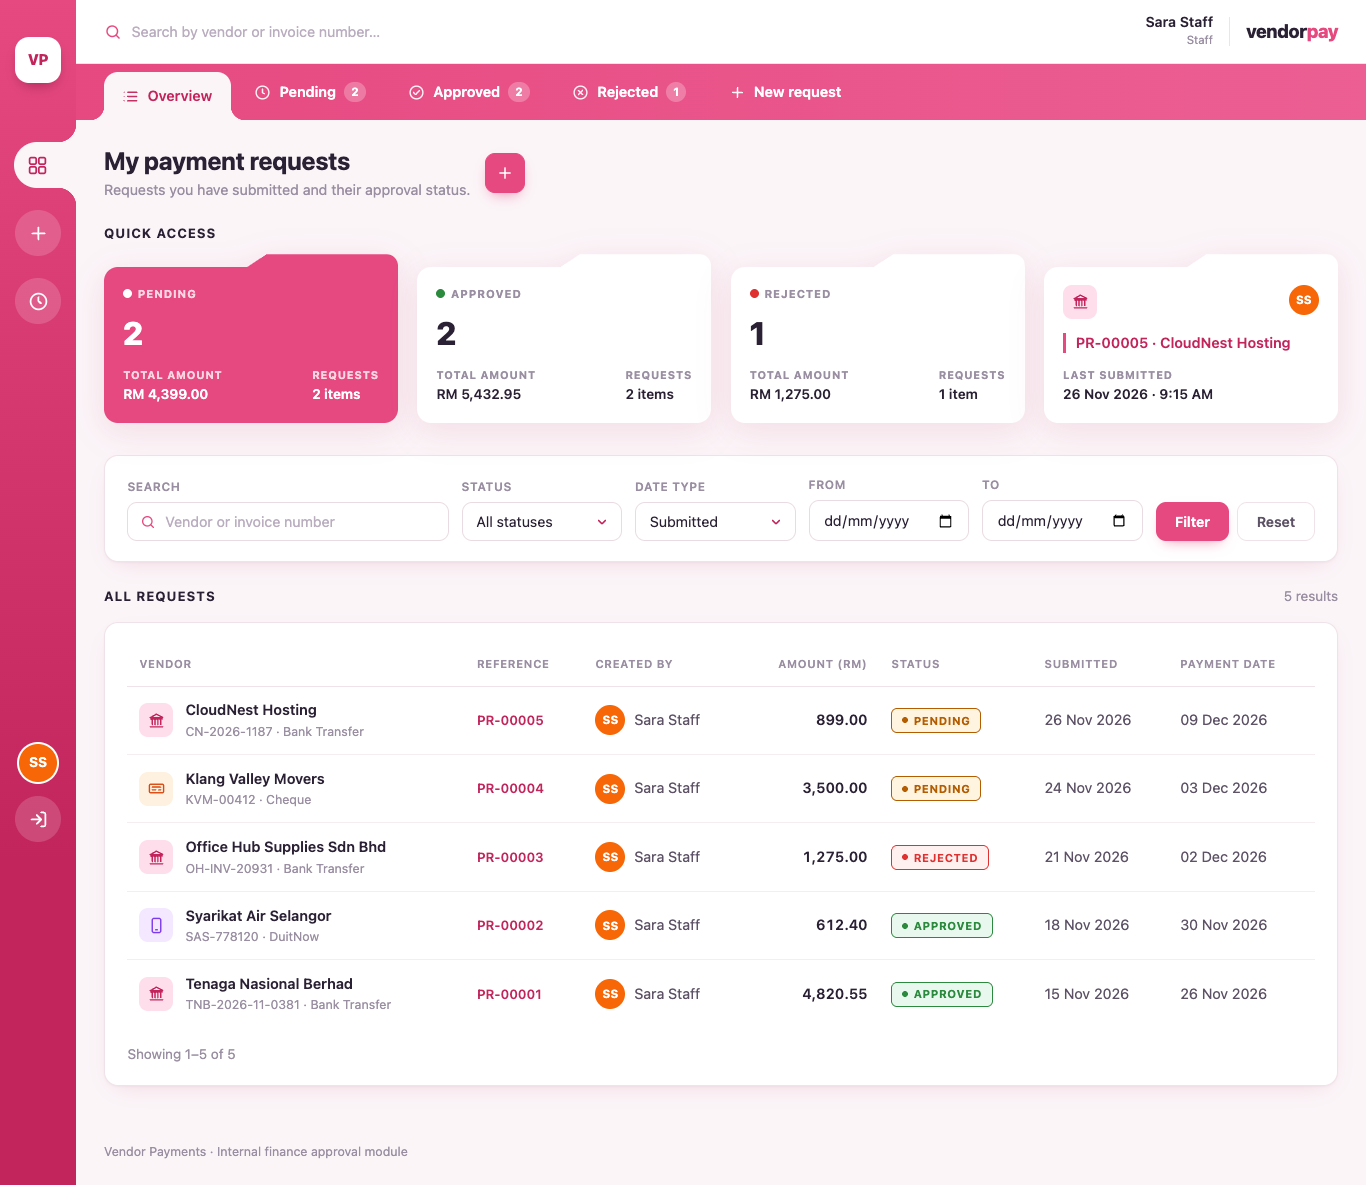 VP
Search by vendor or invoice number...
Sara Staff
Staff
vendorpay
Overview
Pending 2
Approved 2
Rejected 1
New request
My payment requests
Requests you have submitted and their approval status.
QUICK ACCESS
PENDING
2
TOTAL AMOUNT REQUESTS
RM 4,399.00 2 items
APPROVED
2
TOTAL AMOUNT REQUESTS
RM 5,432.95 2 items
REJECTED
1
TOTAL AMOUNT REQUESTS
RM 1,275.00 1 item
SS
PR-00005 · CloudNest Hosting
LAST SUBMITTED
26 Nov 2026 · 9:15 AM
SEARCH STATUS DATE TYPE FROM TO
Vendor or invoice number All statuses Submitted dd/mm/yyyy dd/mm/yyyy Filter Reset
ALL REQUESTS 5 results
VENDOR REFERENCE CREATED BY AMOUNT (RM) STATUS SUBMITTED PAYMENT DATE
CloudNest Hosting
CN-2026-1187 · Bank Transfer
PR-00005 SS Sara Staff 899.00 PENDING 26 Nov 2026 09 Dec 2026
Klang Valley Movers
KVM-00412 · Cheque
PR-00004 SS Sara Staff 3,500.00 PENDING 24 Nov 2026 03 Dec 2026
Office Hub Supplies Sdn Bhd
OH-INV-20931 · Bank Transfer
PR-00003 SS Sara Staff 1,275.00 REJECTED 21 Nov 2026 02 Dec 2026
Syarikat Air Selangor
SAS-778120 · DuitNow
PR-00002 SS Sara Staff 612.40 APPROVED 18 Nov 2026 30 Nov 2026
Tenaga Nasional Berhad
TNB-2026-11-0381 · Bank Transfer
PR-00001 SS Sara Staff 4,820.55 APPROVED 15 Nov 2026 26 Nov 2026
Showing 1–5 of 5
SS
Vendor Payments · Internal finance approval module